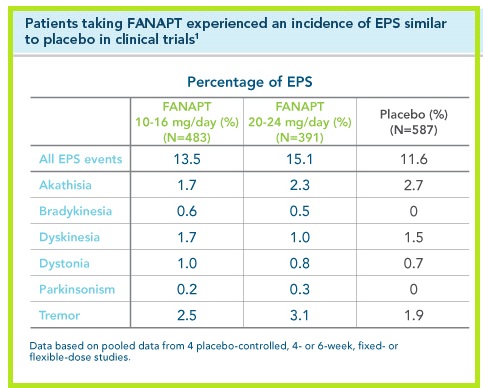 Patients taking FANAPT experienced an incidence of EPS similar
to placebo in clinical trials1
Percentage of EPS
FANAPT 10-16 mg/day (%) (N=483) FANAPT 20-24 mg/day (%) (N=391) Placebo (%) (N=587)
All EPS events 13.5 15.1 11.6
Akathisia 1.7 2.3 2.7
Bradykinesia 0.6 0.5 0
Dyskinesia 1.7 1.0 1.5
Dystonia 1.0 0.8 0.7
Parkinsonism 0.2 0.3 0
Tremor 2.5 3.1 1.9
Data based on pooled data from 4 placebo-controlled, 4- or 6-week, fixed- or
flexible-dose studies.